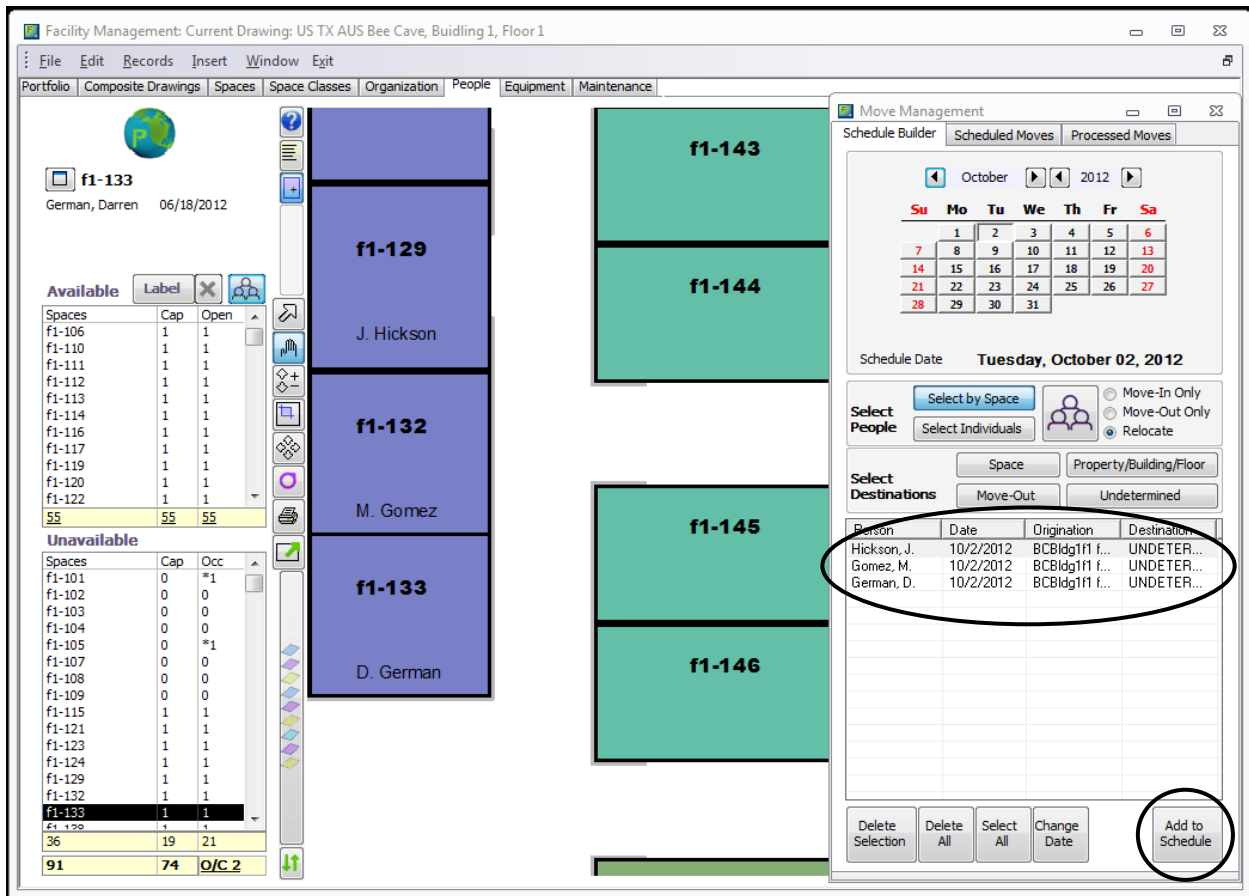 Facility Management: Current Drawing: US TX AUS Bee Cave, Buidling 1, Floor 1
File Edit Records Insert Window Exit
Portfolio Composite Drawings Spaces Space Classes Organization People Equipment Maintenance
P
f1-133
German, Darren 06/18/2012
Available Label
Spaces Cap Open
f1-106 1 1
f1-110 1 1
f1-111 1 1
f1-112 1 1
f1-113 1 1
f1-114 1 1
f1-116 1 1
f1-117 1 1
f1-119 1 1
f1-120 1 1
f1-122 1 1
55 55 55
Unavailable
Spaces Cap Occ
f1-101 0 *1
f1-102 0 0
f1-103 0 0
f1-104 0 0
f1-105 0 *1
f1-107 0 0
f1-108 0 0
f1-109 0 0
f1-115 1 1
f1-121 1 1
f1-123 1 1
f1-124 1 1
f1-129 1 1
f1-132 1 1
f1-133 1 1
36 19 21
91 74 O/C 2
f1-129
J. Hickson
f1-132
M. Gomez
f1-133
D. German
f1-143
f1-144
f1-145
f1-146
Move Management
Schedule Builder Scheduled Moves Processed Moves
October 2012
Su Mo Tu We Th Fr Sa
1 2 3 4 5 6
7 8 9 10 11 12 13
14 15 16 17 18 19 20
21 22 23 24 25 26 27
28 29 30 31
Schedule Date Tuesday, October 02, 2012
Select People
Select by Space
Select Individuals
Move-In Only
Move-Out Only
Relocate
Select Destinations
Space Property/Building/Floor
Move-Out Undetermined
Person Date Origination Destination
Hickson, J. 10/2/2012 BCBldg1f1 f... UNDETER...
Gomez, M. 10/2/2012 BCBldg1f1 f... UNDETER...
German, D. 10/2/2012 BCBldg1f1 f... UNDETER...
Delete Selection
Delete All
Select All
Change Date
Add to Schedule